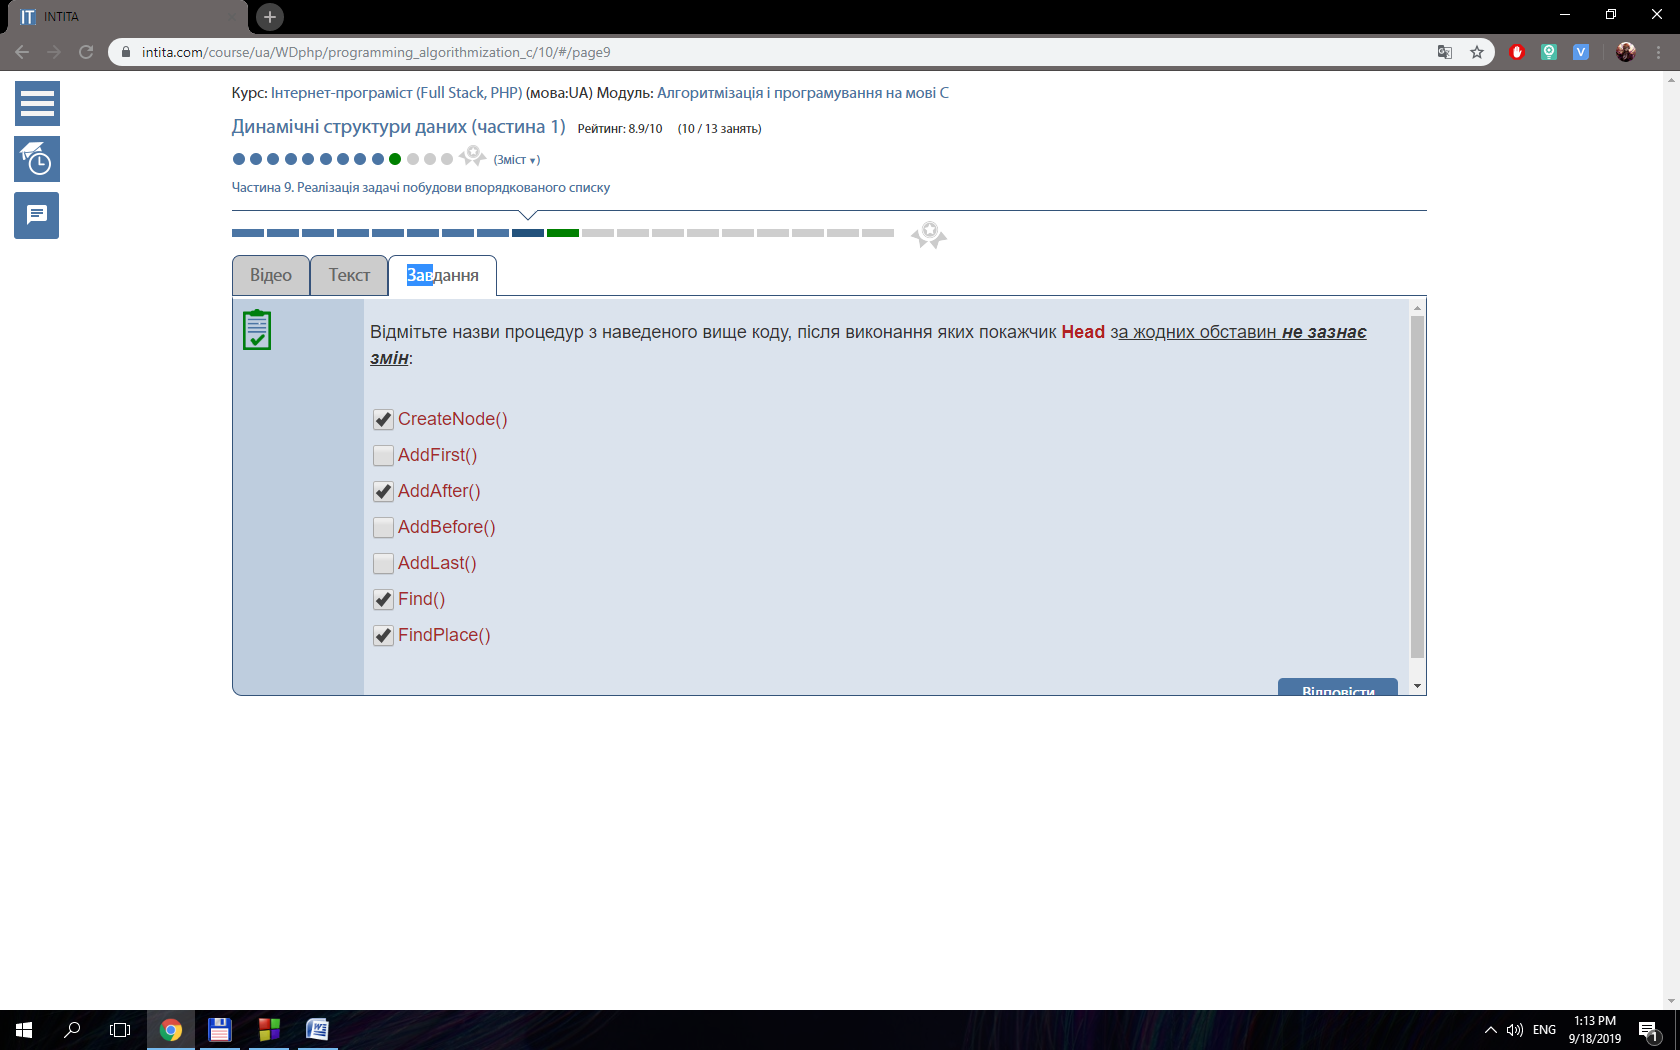 INTITA
intita.com/course/ua/WDphp/programming_algorithmization_c/10/#/page9
Курс: Інтернет-програміст (Full Stack, PHP) (мова:UA) Модуль: Алгоритмізація і програмування на мові С
Динамічні структури даних (частина 1) Рейтинг: 8.9/10 (10 / 13 занять)
(Зміст ▾)
Частина 9. Реалізація задачі побудови впорядкованого списку
Відео Текст Завдання
Відмітьте назви процедур з наведеного вище коду, після виконання яких покажчик Head за жодних обставин не зазнає
змін:
CreateNode()
AddFirst()
AddAfter()
AddBefore()
AddLast()
Find()
FindPlace()
Відповісти
ENG
1:13 PM
9/18/2019
1